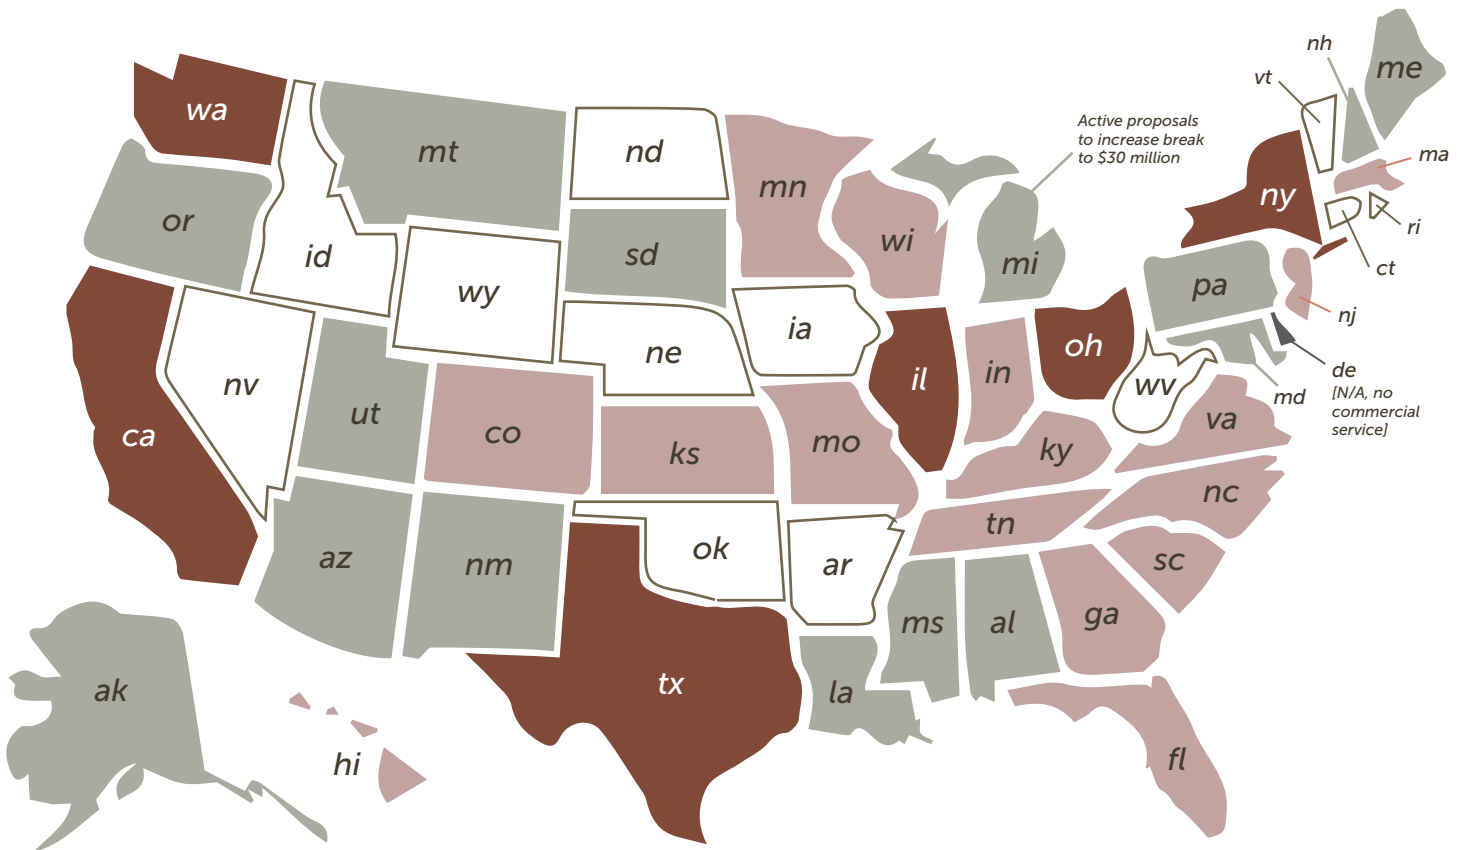 nh
me
vt
wa
Active proposals
to increase break
to $30 million
mt
nd
ma
mn
ny
or
ri
wi
id
sd
mi
ct
pa
wy
nj
ia
oh
ne
de
[N/A, no
commercial
service]
nv
il
in
wv
md
ut
va
co
ca
mo
ky
ks
nc
tn
ok
az
nm
ar
sc
ms
al
ga
tx
ak
la
fl
hi